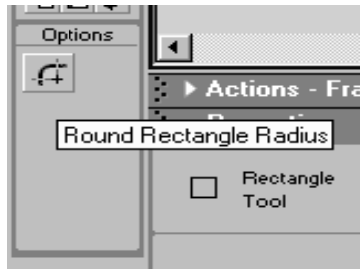 Options
Actions - Fra
Round Rectangle Radius
Rectangle
Tool